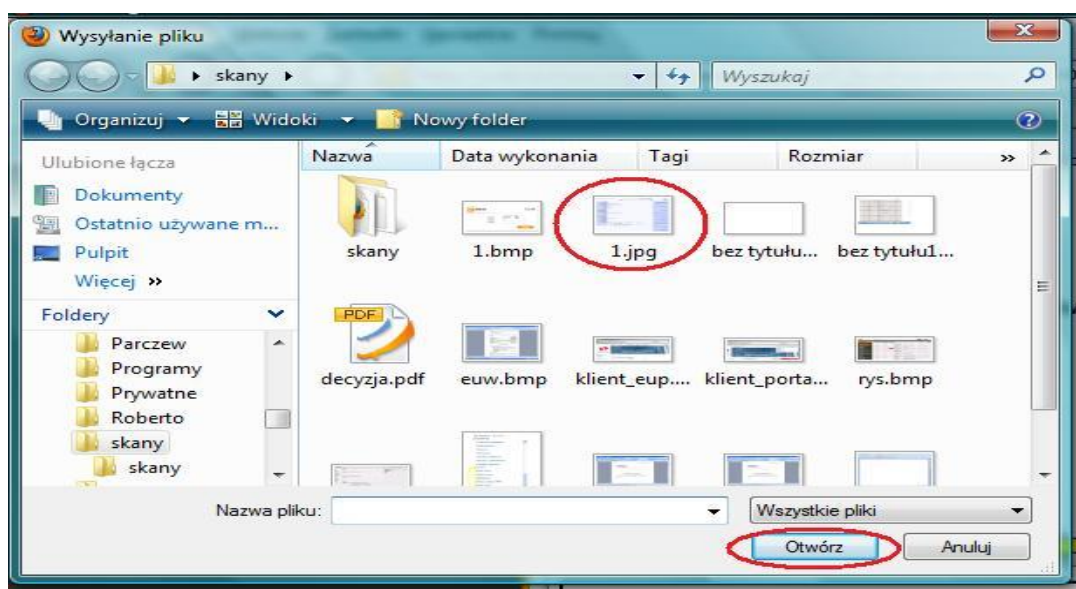 Wysyłanie pliku
skany
Wyszukaj
Organizuj Widoki Nowy folder
Ulubione łącza
Dokumenty
Ostatnio używane m...
Pulpit
Więcej »
Foldery
Parczew
Programy
Prywatne
Roberto
skany
skany
Nazwa Data wykonania Tagi Rozmiar »
skany 1.bmp 1.jpg bez tytułu... bez tytułu1...
PDF
decyzja.pdf euw.bmp klient_eup.... klient_porta... rys.bmp
Nazwa pliku: Wszystkie pliki
Otwórz Anuluj